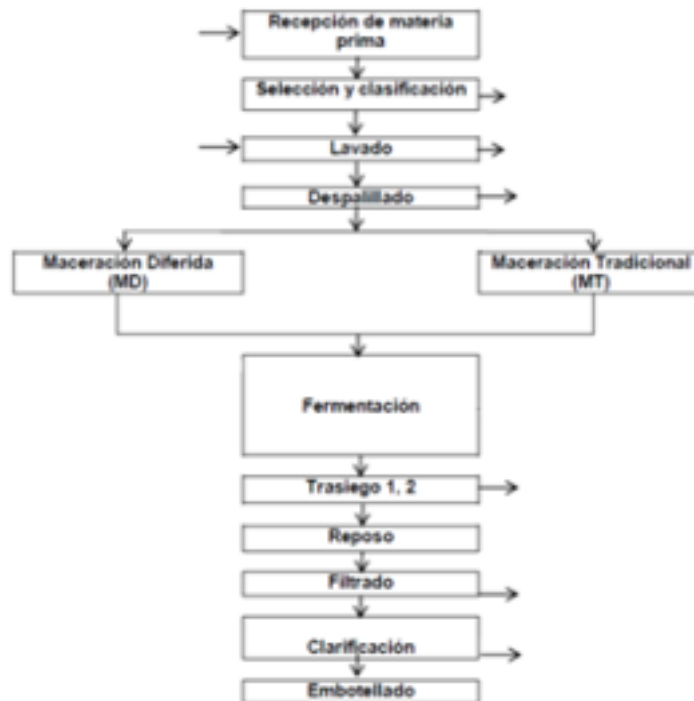 Recepción de materia
prima
Selección y clasificación
Lavado
Despalillado
Maceración Diferida
(MD)
Maceración Tradicional
(MT)
Fermentación
Trasiego 1, 2
Reposo
Filtrado
Clarificación
Embotellado